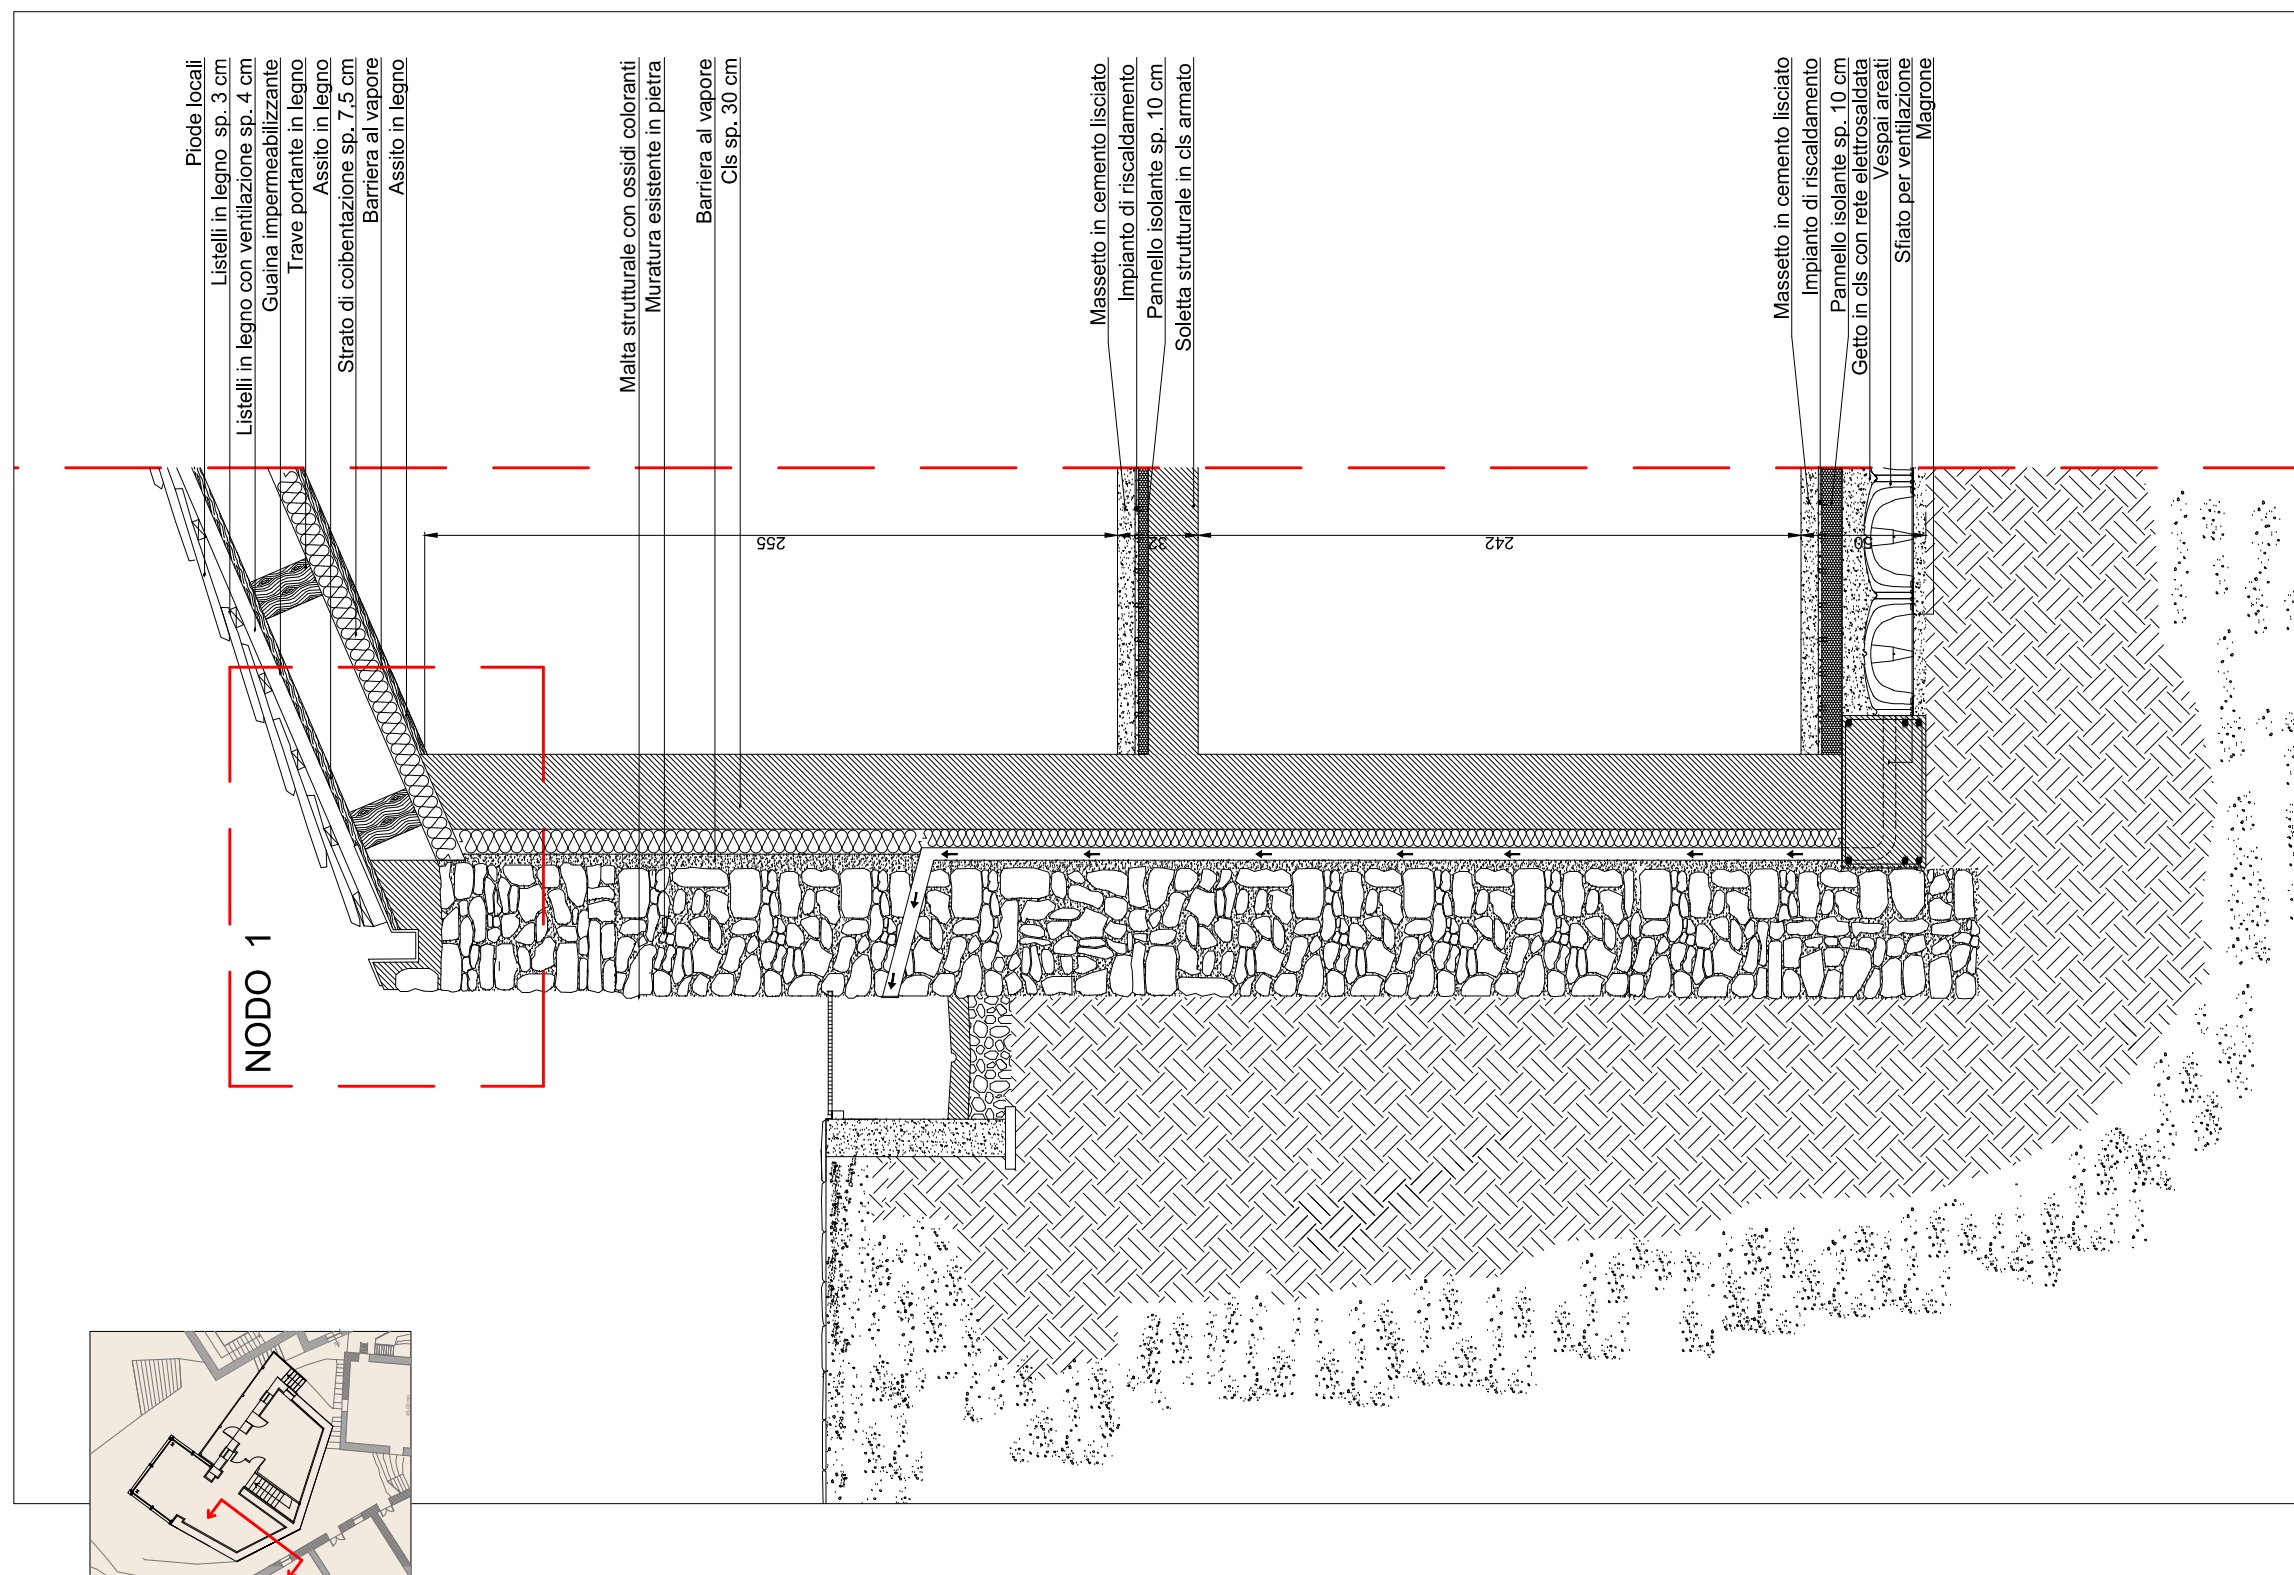 Piode locali
Listelli in legno sp. 3 cm
Listelli in legno con ventilazione sp. 4 cm
Guaina impermeabilizzante
Trave portante in legno
Assito in legno
Strato di coibentazione sp. 7,5 cm
Barriera al vapore
Assito in legno
Malta strutturale con ossidi coloranti
Muratura esistente in pietra
Barriera al vapore
Cls sp. 30 cm
Massetto in cemento lisciato
Impianto di riscaldamento
Pannello isolante sp. 10 cm
Soletta strutturale in cls armato
Massetto in cemento lisciato
Impianto di riscaldamento
Pannello isolante sp. 10 cm
Getto in cls con rete elettrosaldata
Vespai areati
Sfiato per ventilazione
Magrone
255
32
242
50
NODO 1